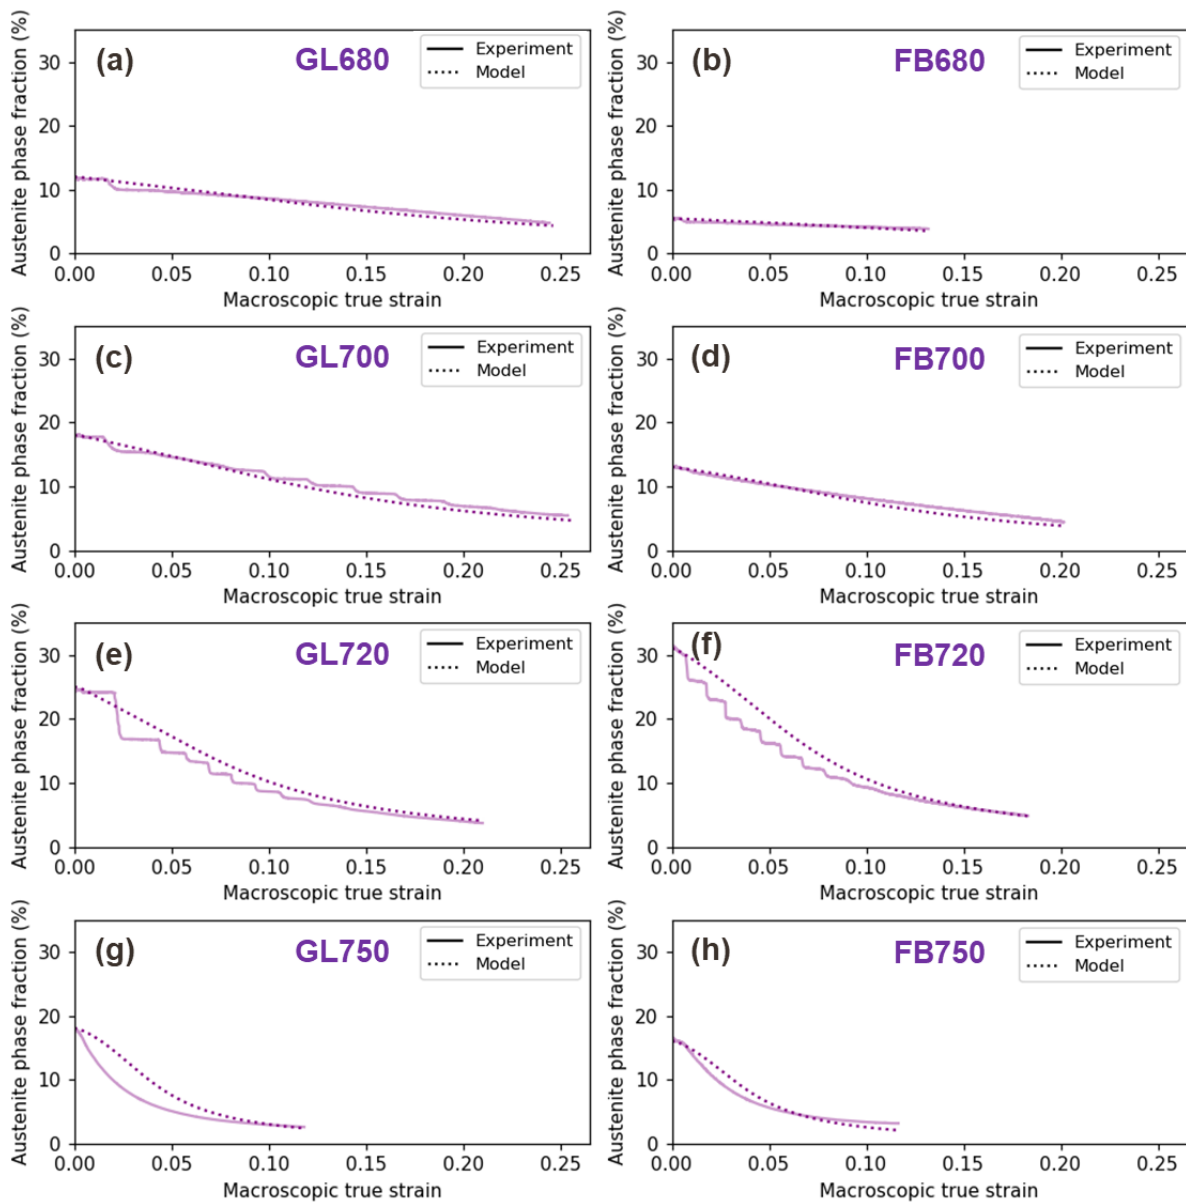 Austenite phase fraction (%)
30
20
10
0
(a)
GL680
Experiment
Model
0.00 0.05 0.10 0.15 0.20 0.25
Macroscopic true strain
Austenite phase fraction (%)
30
20
10
0
(b)
FB680
Experiment
Model
0.00 0.05 0.10 0.15 0.20 0.25
Macroscopic true strain
Austenite phase fraction (%)
30
20
10
0
(c)
GL700
Experiment
Model
0.00 0.05 0.10 0.15 0.20 0.25
Macroscopic true strain
Austenite phase fraction (%)
30
20
10
0
(d)
FB700
Experiment
Model
0.00 0.05 0.10 0.15 0.20 0.25
Macroscopic true strain
Austenite phase fraction (%)
30
20
10
0
(e)
GL720
Experiment
Model
0.00 0.05 0.10 0.15 0.20 0.25
Macroscopic true strain
Austenite phase fraction (%)
30
20
10
0
(f)
FB720
Experiment
Model
0.00 0.05 0.10 0.15 0.20 0.25
Macroscopic true strain
Austenite phase fraction (%)
30
20
10
0
(g)
GL750
Experiment
Model
0.00 0.05 0.10 0.15 0.20 0.25
Macroscopic true strain
Austenite phase fraction (%)
30
20
10
0
(h)
FB750
Experiment
Model
0.00 0.05 0.10 0.15 0.20 0.25
Macroscopic true strain